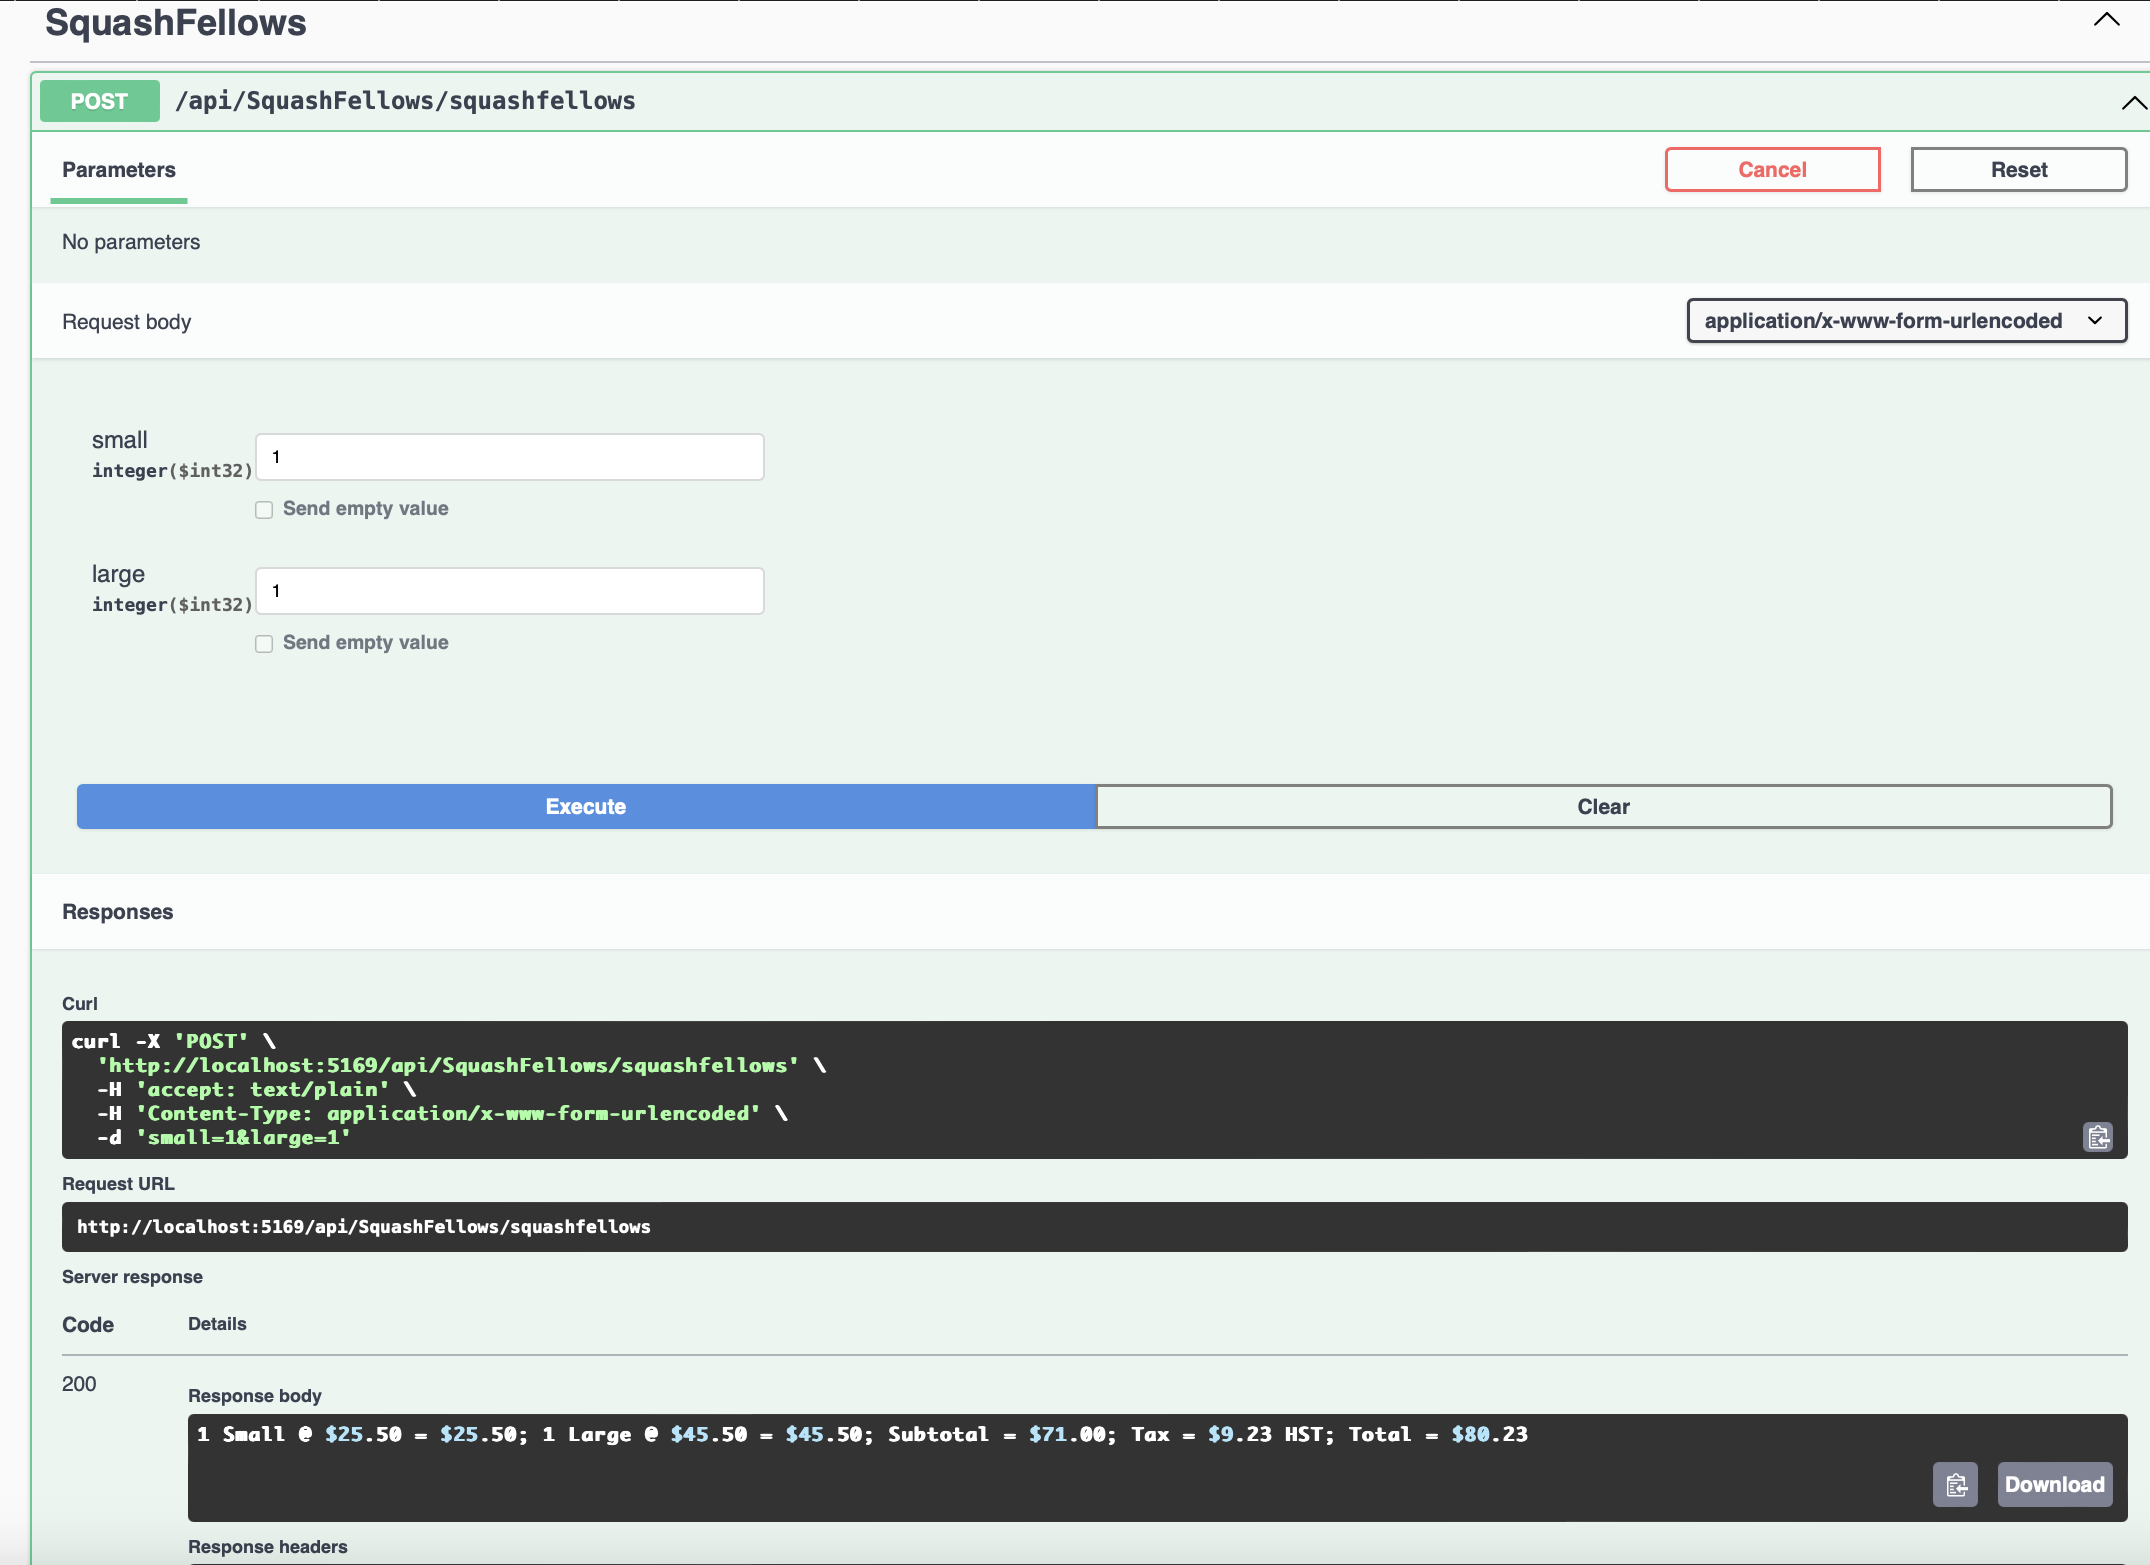 SquashFellows
POST /api/SquashFellows/squashfellows
Parameters
Cancel
Reset
No parameters
Request body
application/x-www-form-urlencoded
small
integer($int32)
1
Send empty value
large
integer($int32)
1
Send empty value
Execute
Clear
Responses
Curl
curl -X 'POST' \
  'http://localhost:5169/api/SquashFellows/squashfellows' \
  -H 'accept: text/plain' \
  -H 'Content-Type: application/x-www-form-urlencoded' \
  -d 'small=1&large=1'
Request URL
http://localhost:5169/api/SquashFellows/squashfellows
Server response
Code Details
200
Response body
1 Small @ $25.50 = $25.50; 1 Large @ $45.50 = $45.50; Subtotal = $71.00; Tax = $9.23 HST; Total = $80.23
Download
Response headers